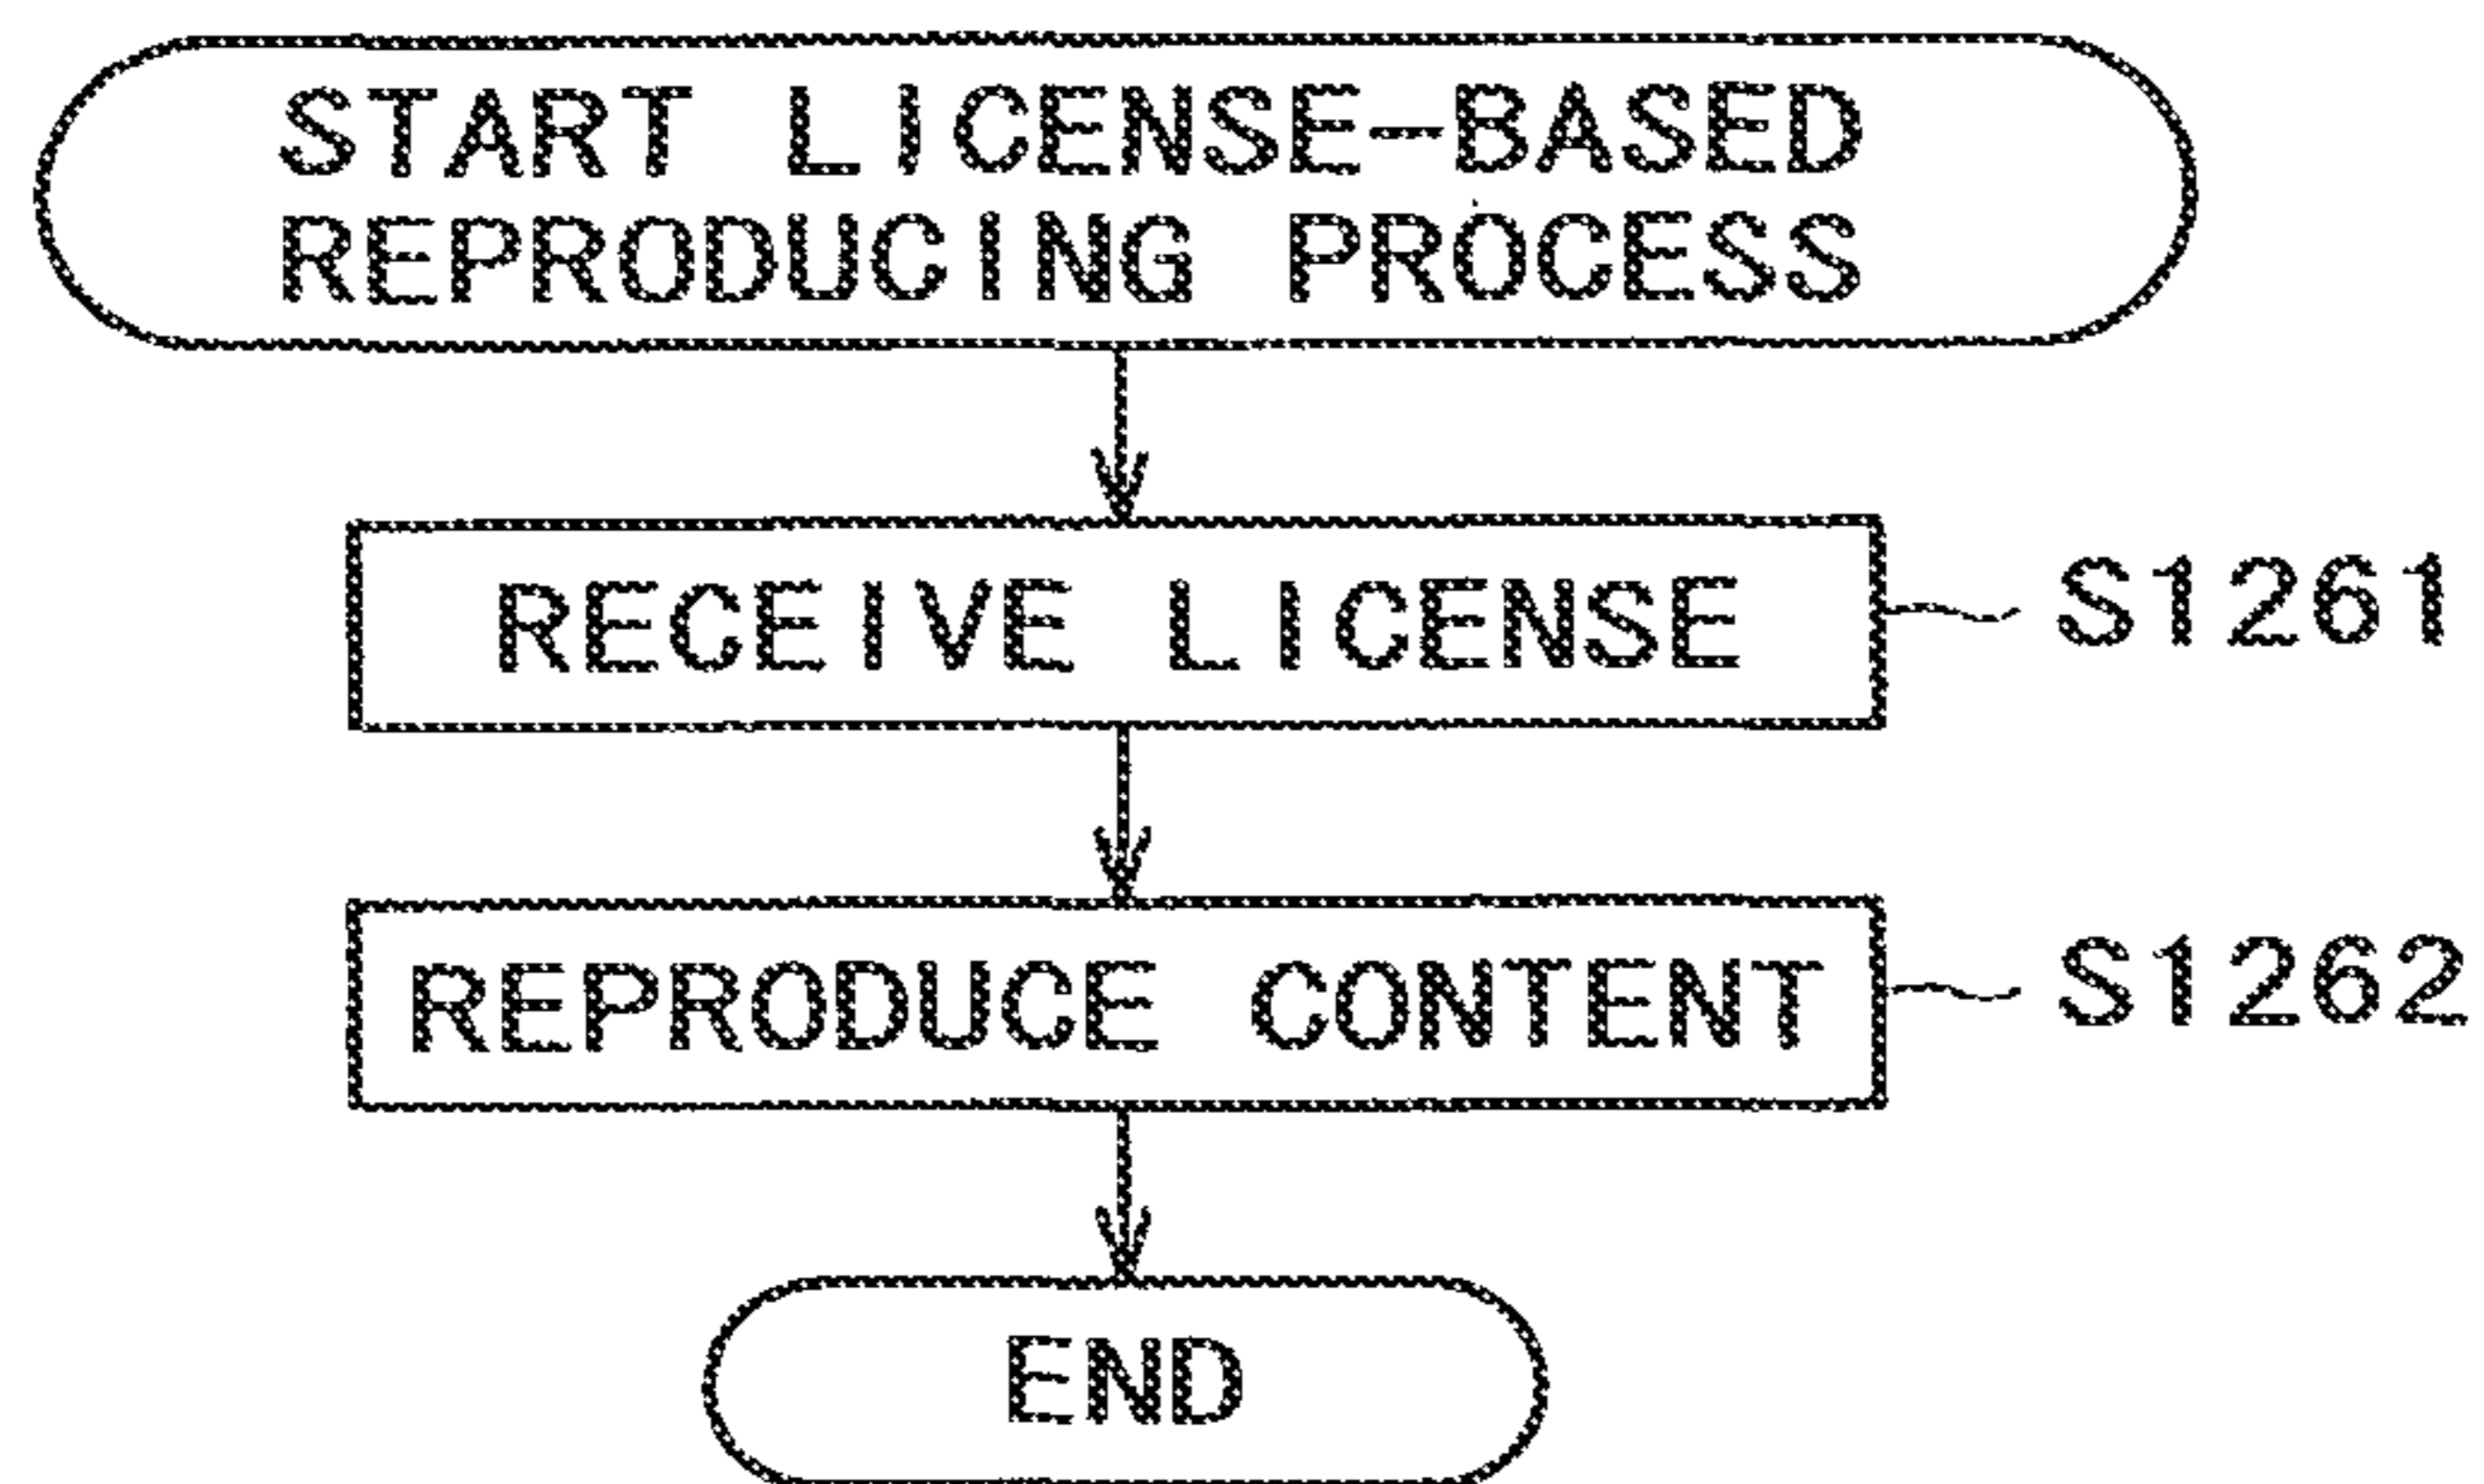 START LICENSE-BASED
REPRODUCING PROCESS
RECEIVE LICENSE
S1261
REPRODUCE CONTENT
S1262
END